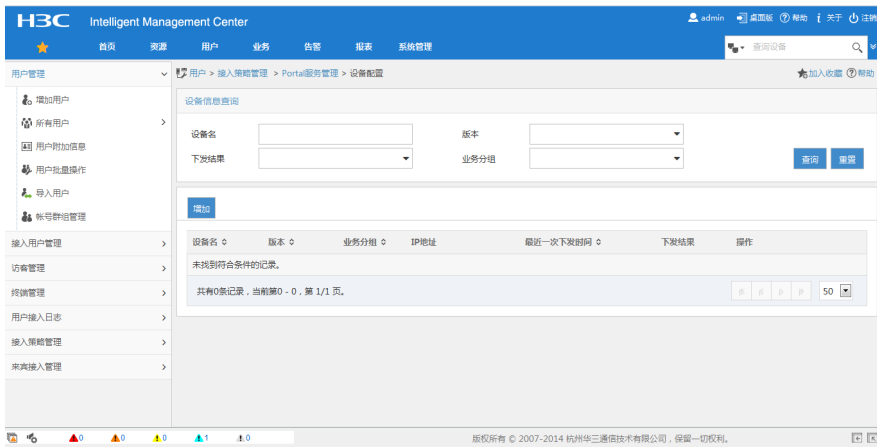 H3C Intelligent Management Center
admin 桌面版 帮助 关于 注销
首页 资源 用户 业务 告警 报表 系统管理
查询设备
用户管理
增加用户
所有用户
用户附加信息
用户批量操作
导入用户
帐号群组管理
接入用户管理
访客管理
终端管理
用户接入日志
接入策略管理
来宾接入管理
用户 > 接入策略管理 > Portal服务管理 > 设备配置
加入收藏 帮助
设备信息查询
设备名 版本
下发结果 业务分组
查询 重置
增加
设备名 版本 业务分组 IP地址 最近一次下发时间 下发结果 操作
未找到符合条件的记录。
共有0条记录，当前第0 - 0，第 1/1 页。
50
0 0 0 1 0
版权所有 © 2007-2014 杭州华三通信技术有限公司，保留一切权利。